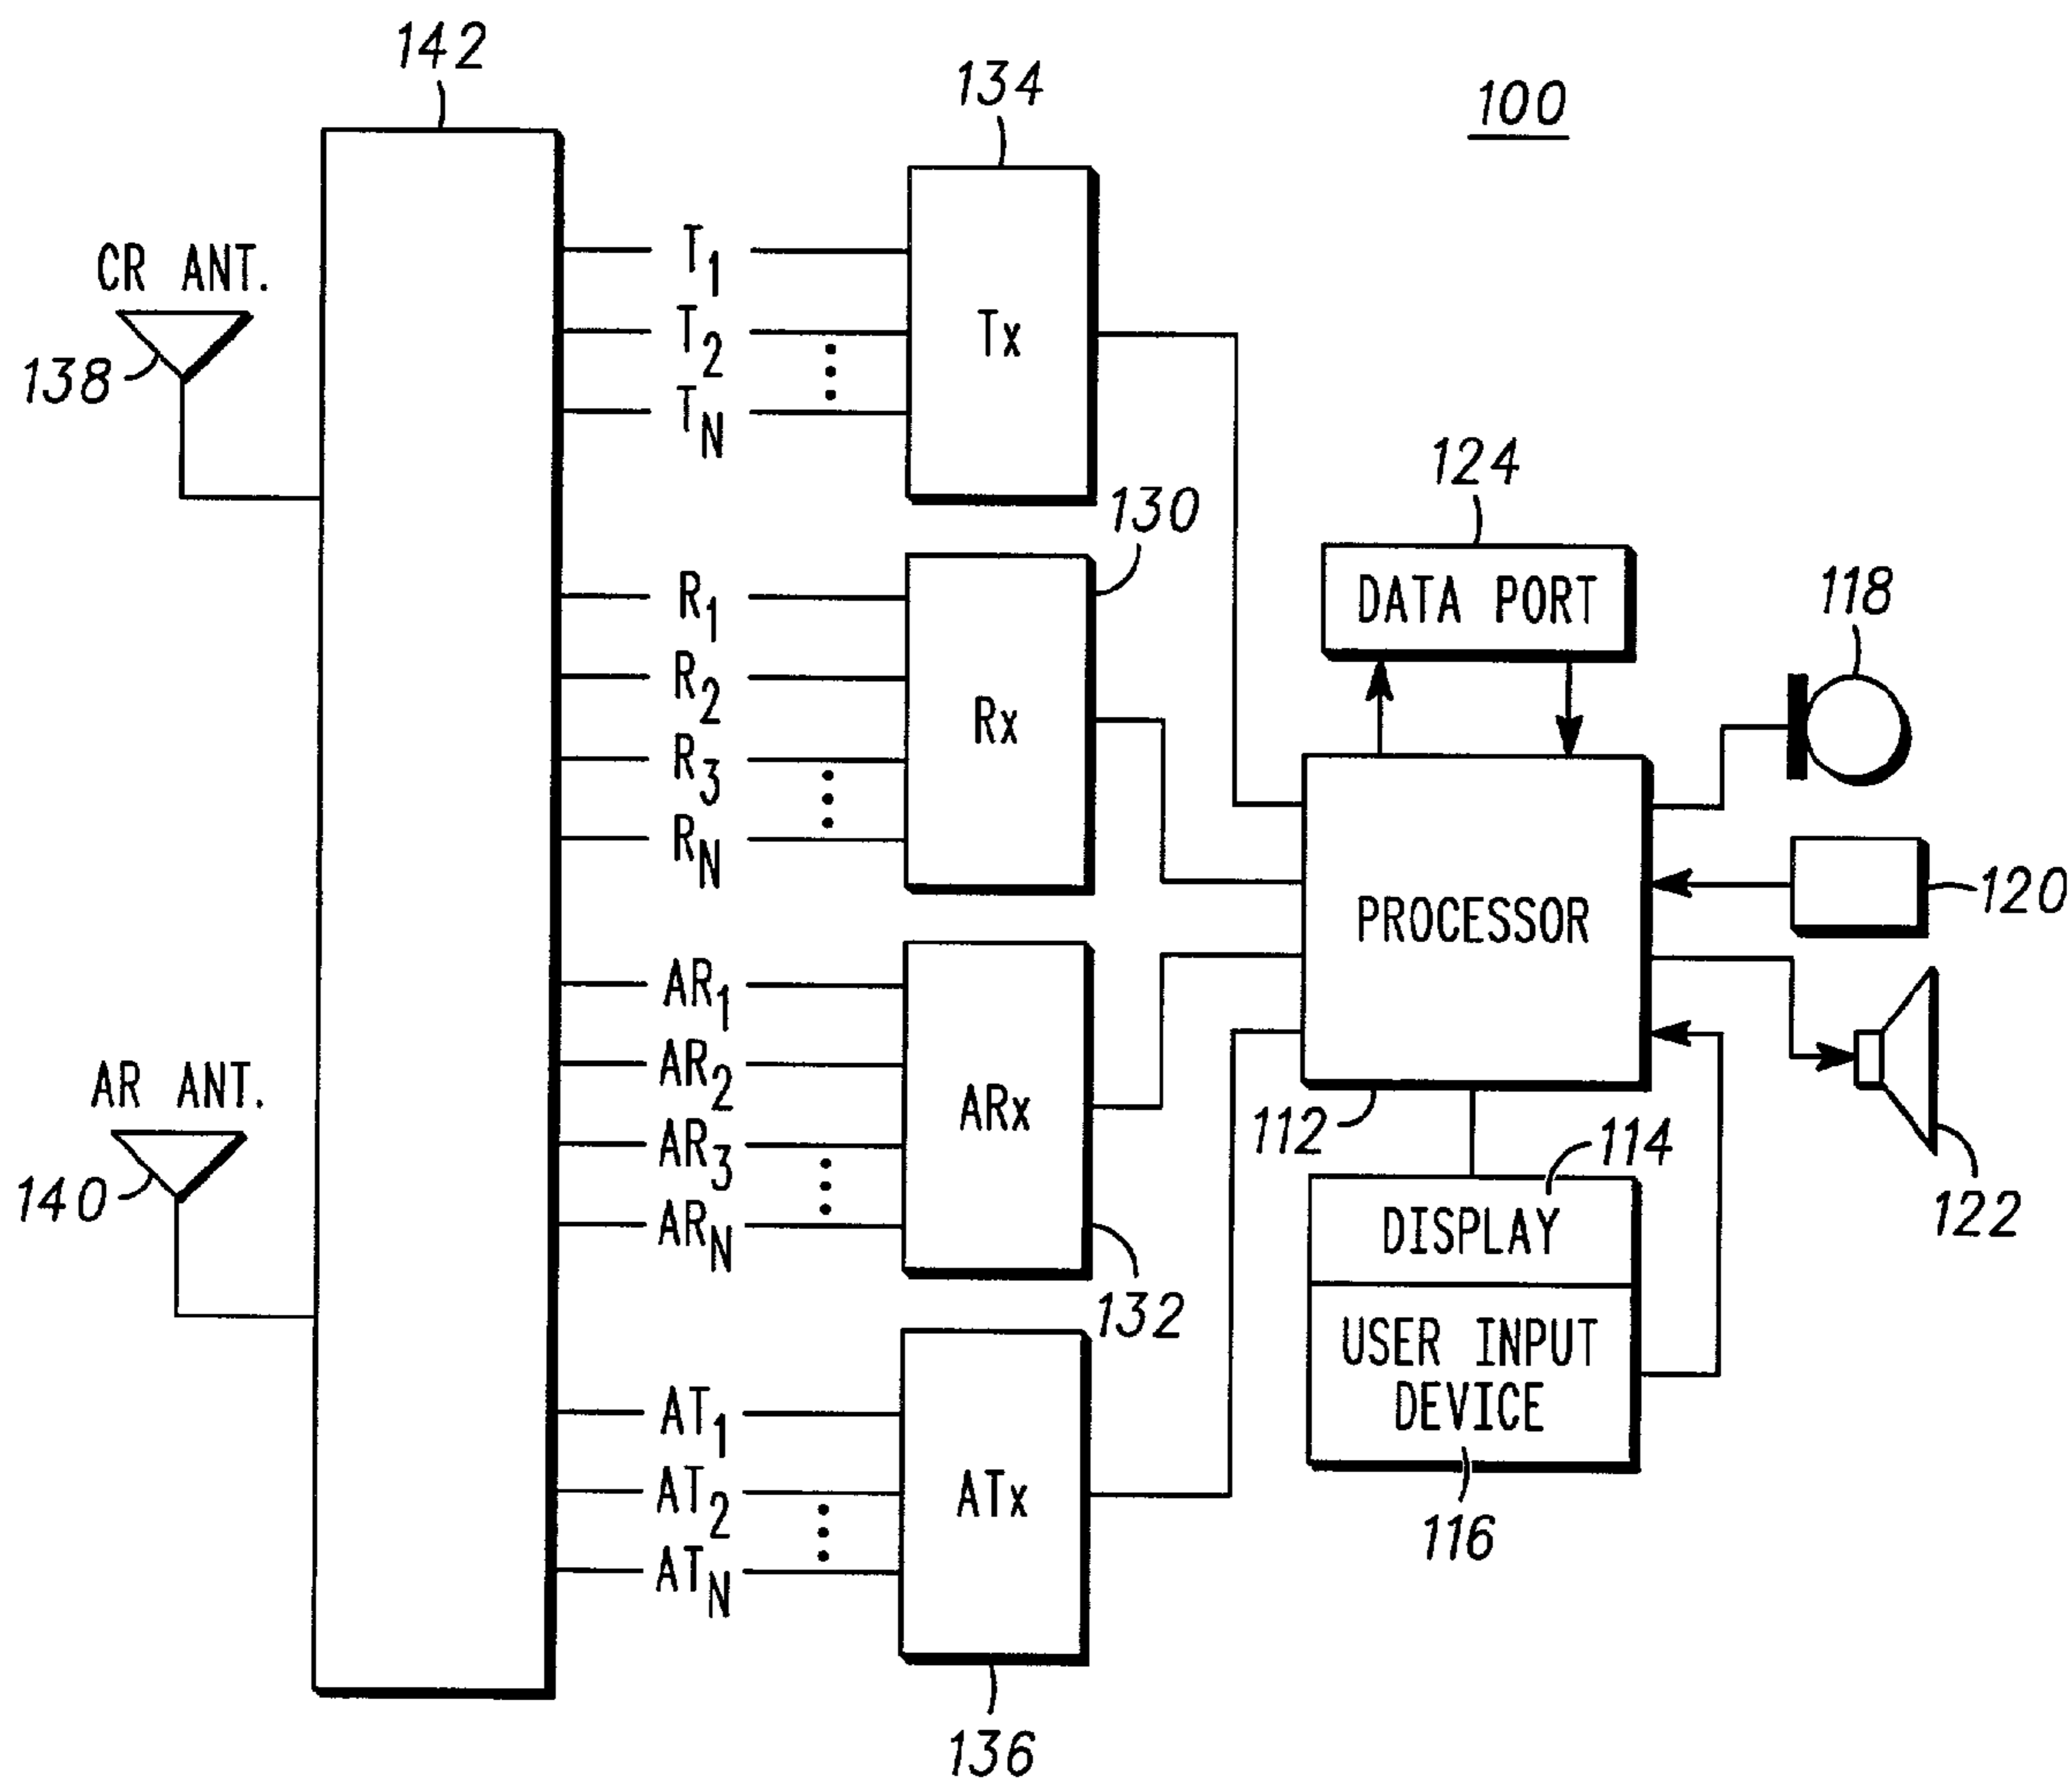 142
134
100
CR ANT.
138
T1
T2
TN
Tx
124
130
DATA PORT
118
R1
R2
R3
RN
Rx
PROCESSOR
120
AR ANT.
140
AR1
AR2
AR3
ARN
ARx
132
112
114
122
DISPLAY
USER INPUT
DEVICE
116
AT1
AT2
ATN
ATx
136